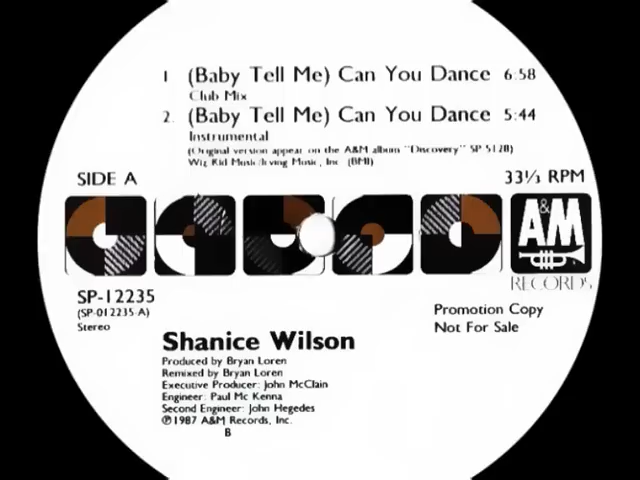 1 (Baby Tell Me) Can You Dance 6:58
Club Mix
2. (Baby Tell Me) Can You Dance 5:44
Instrumental
(Original version appear on the A&M album "Discovery" SP 5128)
Wiz Kid Music/Irving Music, Inc (BMI)
SIDE A
33⅓ RPM
A&M
RECORDS
SP-12235
(SP-012235-A)
Stereo
Promotion Copy
Not For Sale
Shanice Wilson
Produced by Bryan Loren
Remixed by Bryan Loren
Executive Producer: John McClain
Engineer: Paul Mc Kenna
Second Engineer: John Hegedes
℗1987 A&M Records, Inc.
B